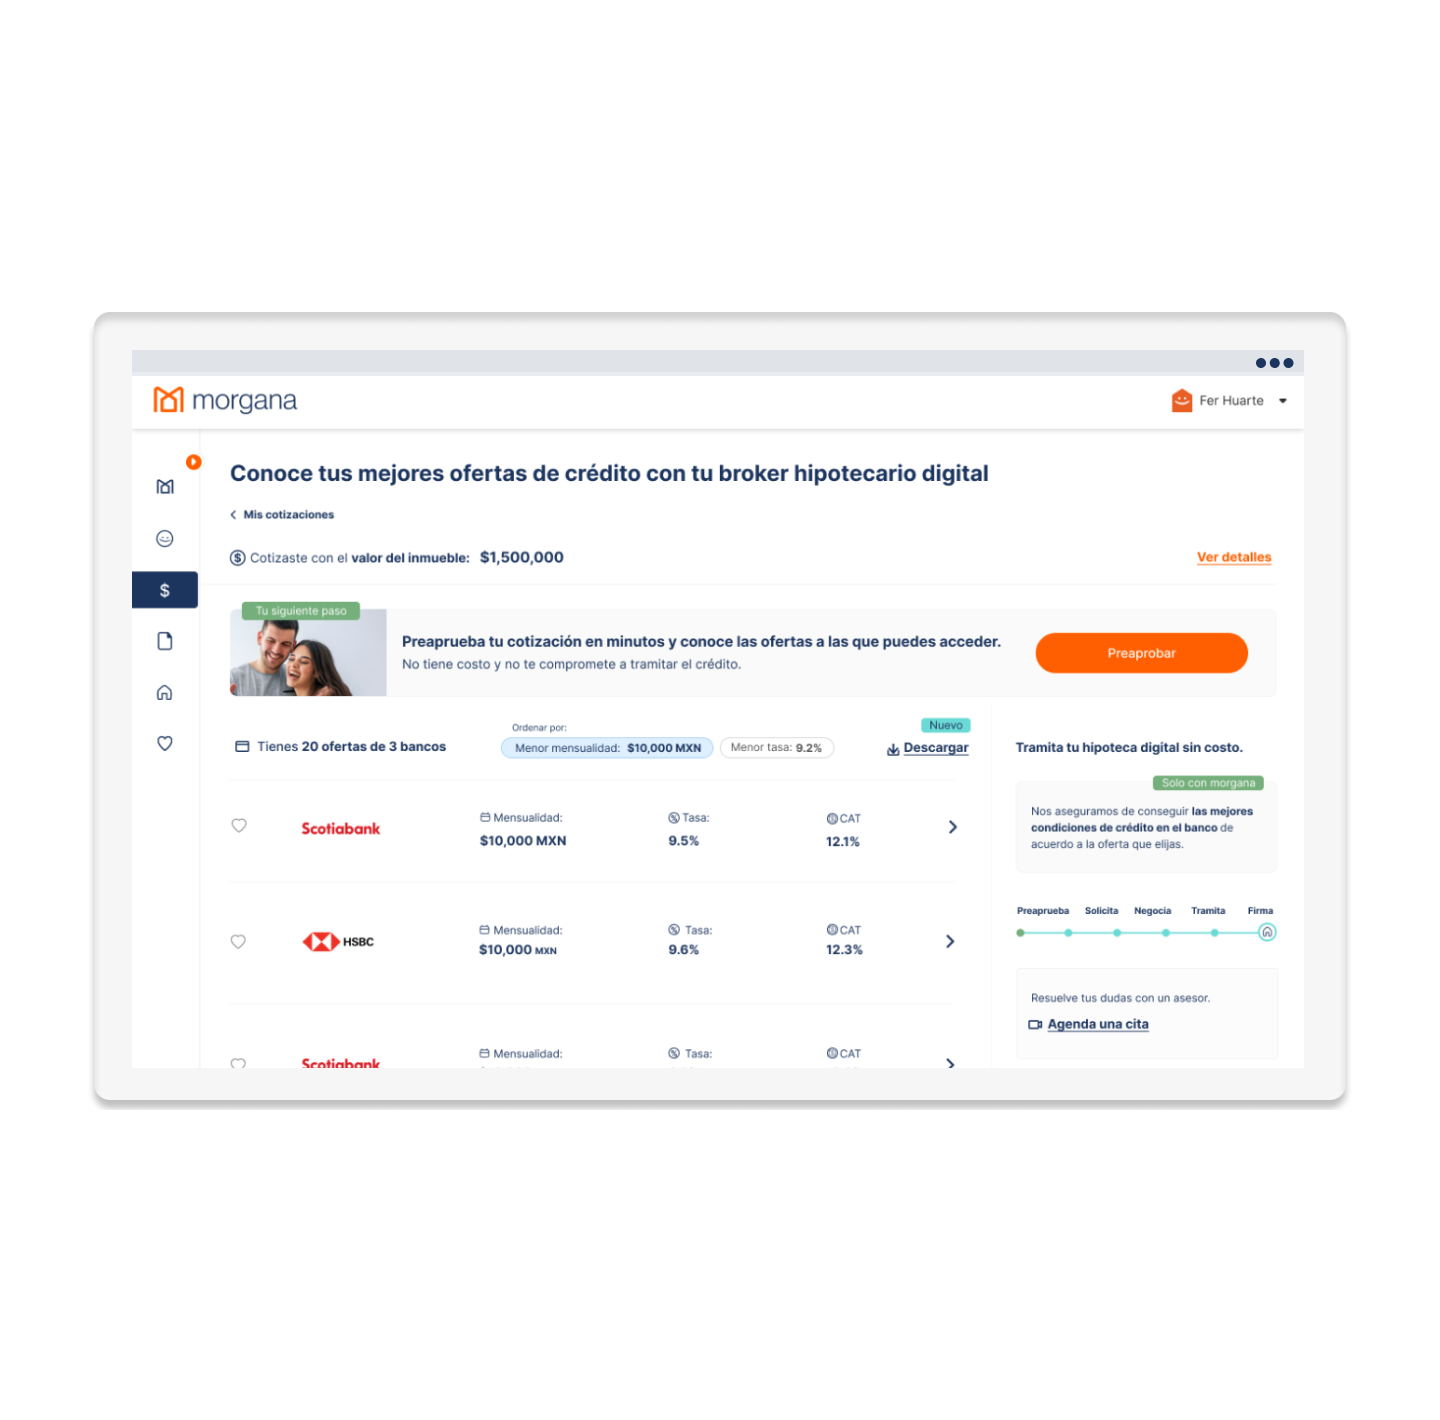 morgana
Fer Huarte
Conoce tus mejores ofertas de crédito con tu broker hipotecario digital
Mis cotizaciones
Cotizaste con el valor del inmueble: $1,500,000
Ver detalles
$
Tu siguiente paso
Preaprueba tu cotización en minutos y conoce las ofertas a las que puedes acceder.
No tiene costo y no te compromete a tramitar el crédito.
Preaprobar
Tienes 20 ofertas de 3 bancos
Ordenar por:
Menor mensualidad: $10,000 MXN
Menor tasa: 9.2%
Nuevo
Descargar
Scotiabank
Mensualidad:
$10,000 MXN
Tasa:
9.5%
CAT
12.1%
HSBC
Mensualidad:
$10,000 MXN
Tasa:
9.6%
CAT
12.3%
Scotiabank
Mensualidad:
Tasa:
CAT
Tramita tu hipoteca digital sin costo.
Solo con morgana
Nos aseguramos de conseguir las mejores
condiciones de crédito en el banco de
acuerdo a la oferta que elijas.
Preaprueba Solicita Negocia Tramita Firma
Resuelve tus dudas con un asesor.
Agenda una cita